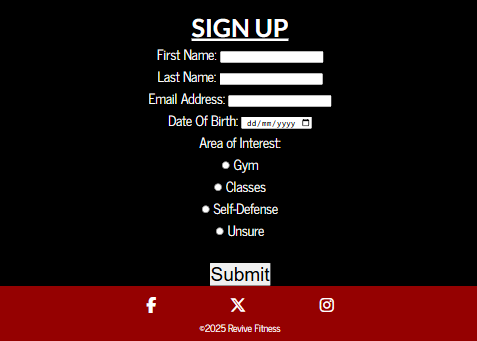 SIGN UP
First Name:
Last Name:
Email Address:
Date Of Birth: dd/mm/yyyy
Area of Interest:
Gym
Classes
Self-Defense
Unsure
Submit
©2025 Revive Fitness